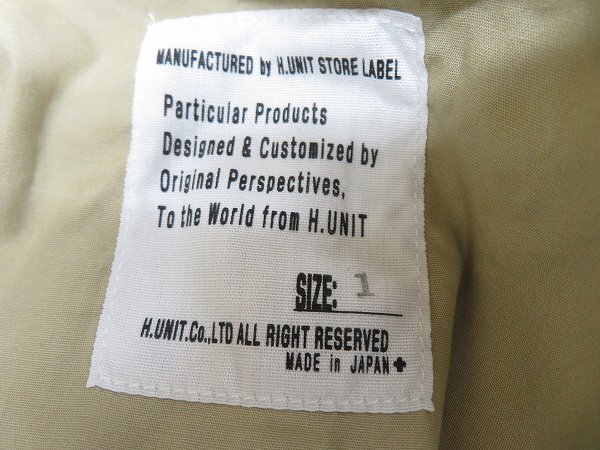 MANUFACTURED by H.UNIT STORE LABEL
Particular Products
Designed & Customized by
Original Perspectives,
To the World from H.UNIT
SIZE: 1
H.UNIT.Co.,LTD ALL RIGHT RESERVED
MADE IN JAPAN